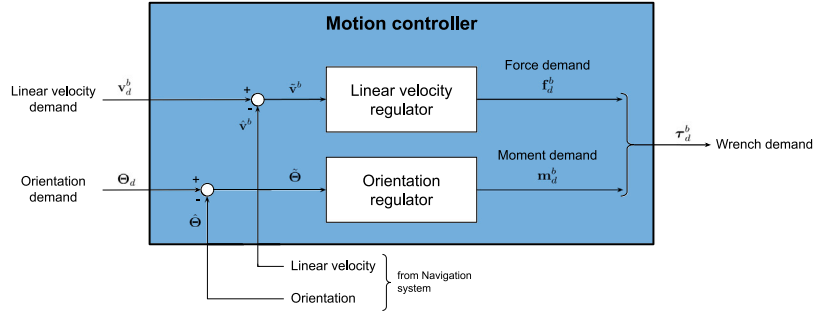 Motion controller
Linear velocity
demand
𝐯_d^b
+
-
ṽ^b
v̂^b
Linear velocity
regulator
Force demand
𝐟_d^b
Orientation
demand
Θ_d
+
-
Θ̃
Θ̂
Orientation
regulator
Moment demand
𝐦_d^b
τ_d^b
Wrench demand
Linear velocity
Orientation
from Navigation
system